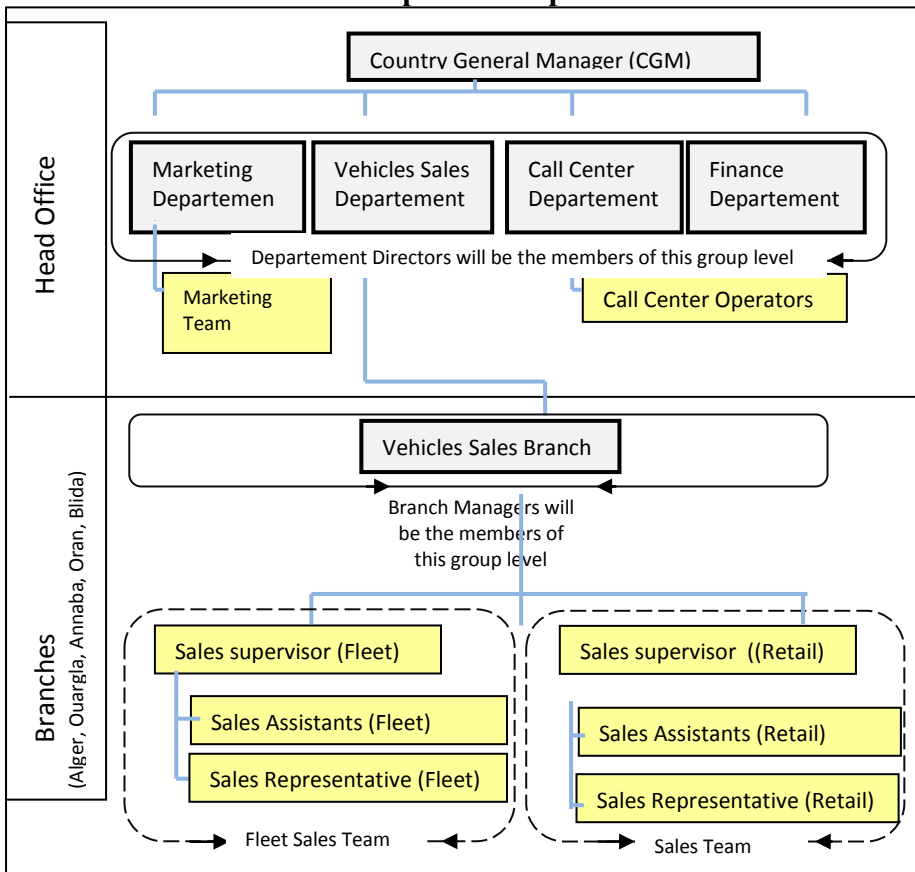 Country General Manager (CGM)
Head Office
Marketing
Departemen
Vehicles Sales
Departement
Call Center
Departement
Finance
Departement
Departement Directors will be the members of this group level
Marketing
Team
Call Center Operators
Branches
(Alger, Ouargla, Annaba, Oran, Blida)
Vehicles Sales Branch
Branch Managers will
be the members of
this group level
Sales supervisor (Fleet)
Sales Assistants (Fleet)
Sales Representative (Fleet)
Fleet Sales Team
Sales supervisor ((Retail)
Sales Assistants (Retail)
Sales Representative (Retail)
Sales Team